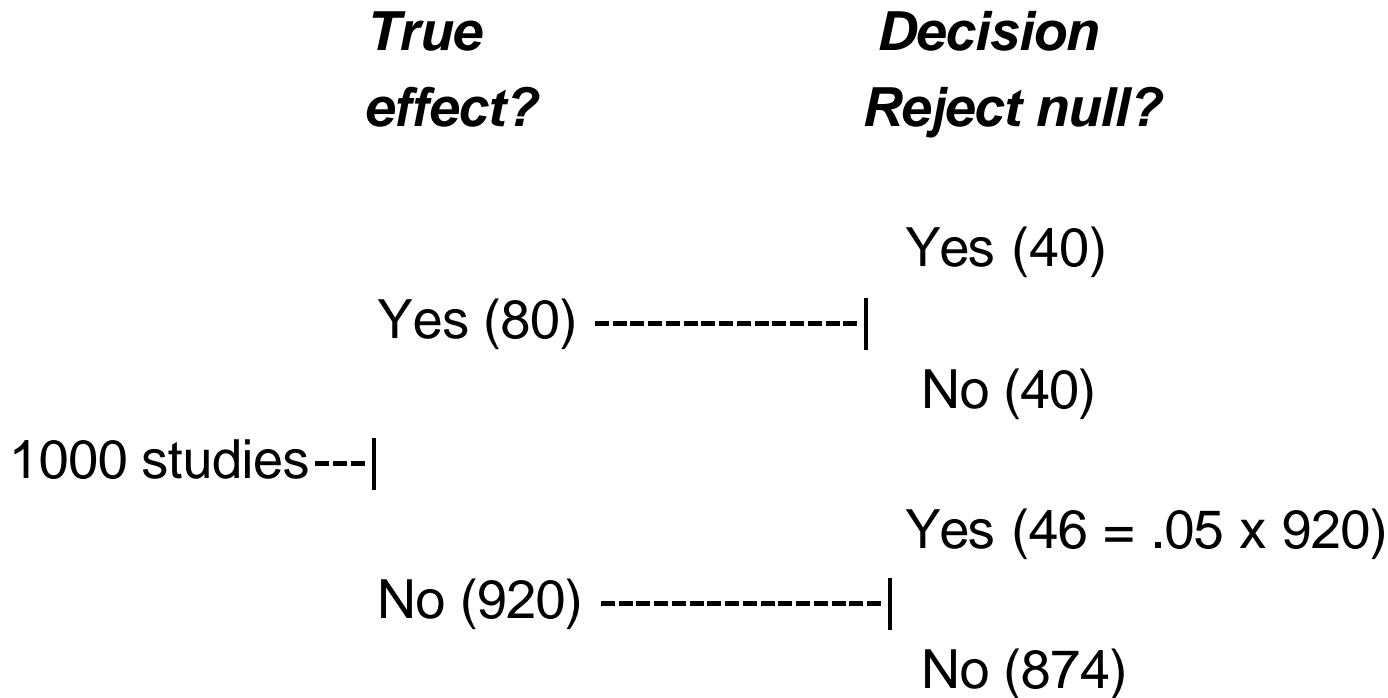 True Decision
effect? Reject null?
Yes (40)
Yes (80) ---------------|
No (40)
1000 studies---|
Yes (46 = .05 x 920)
No (920) ----------------|
No (874)